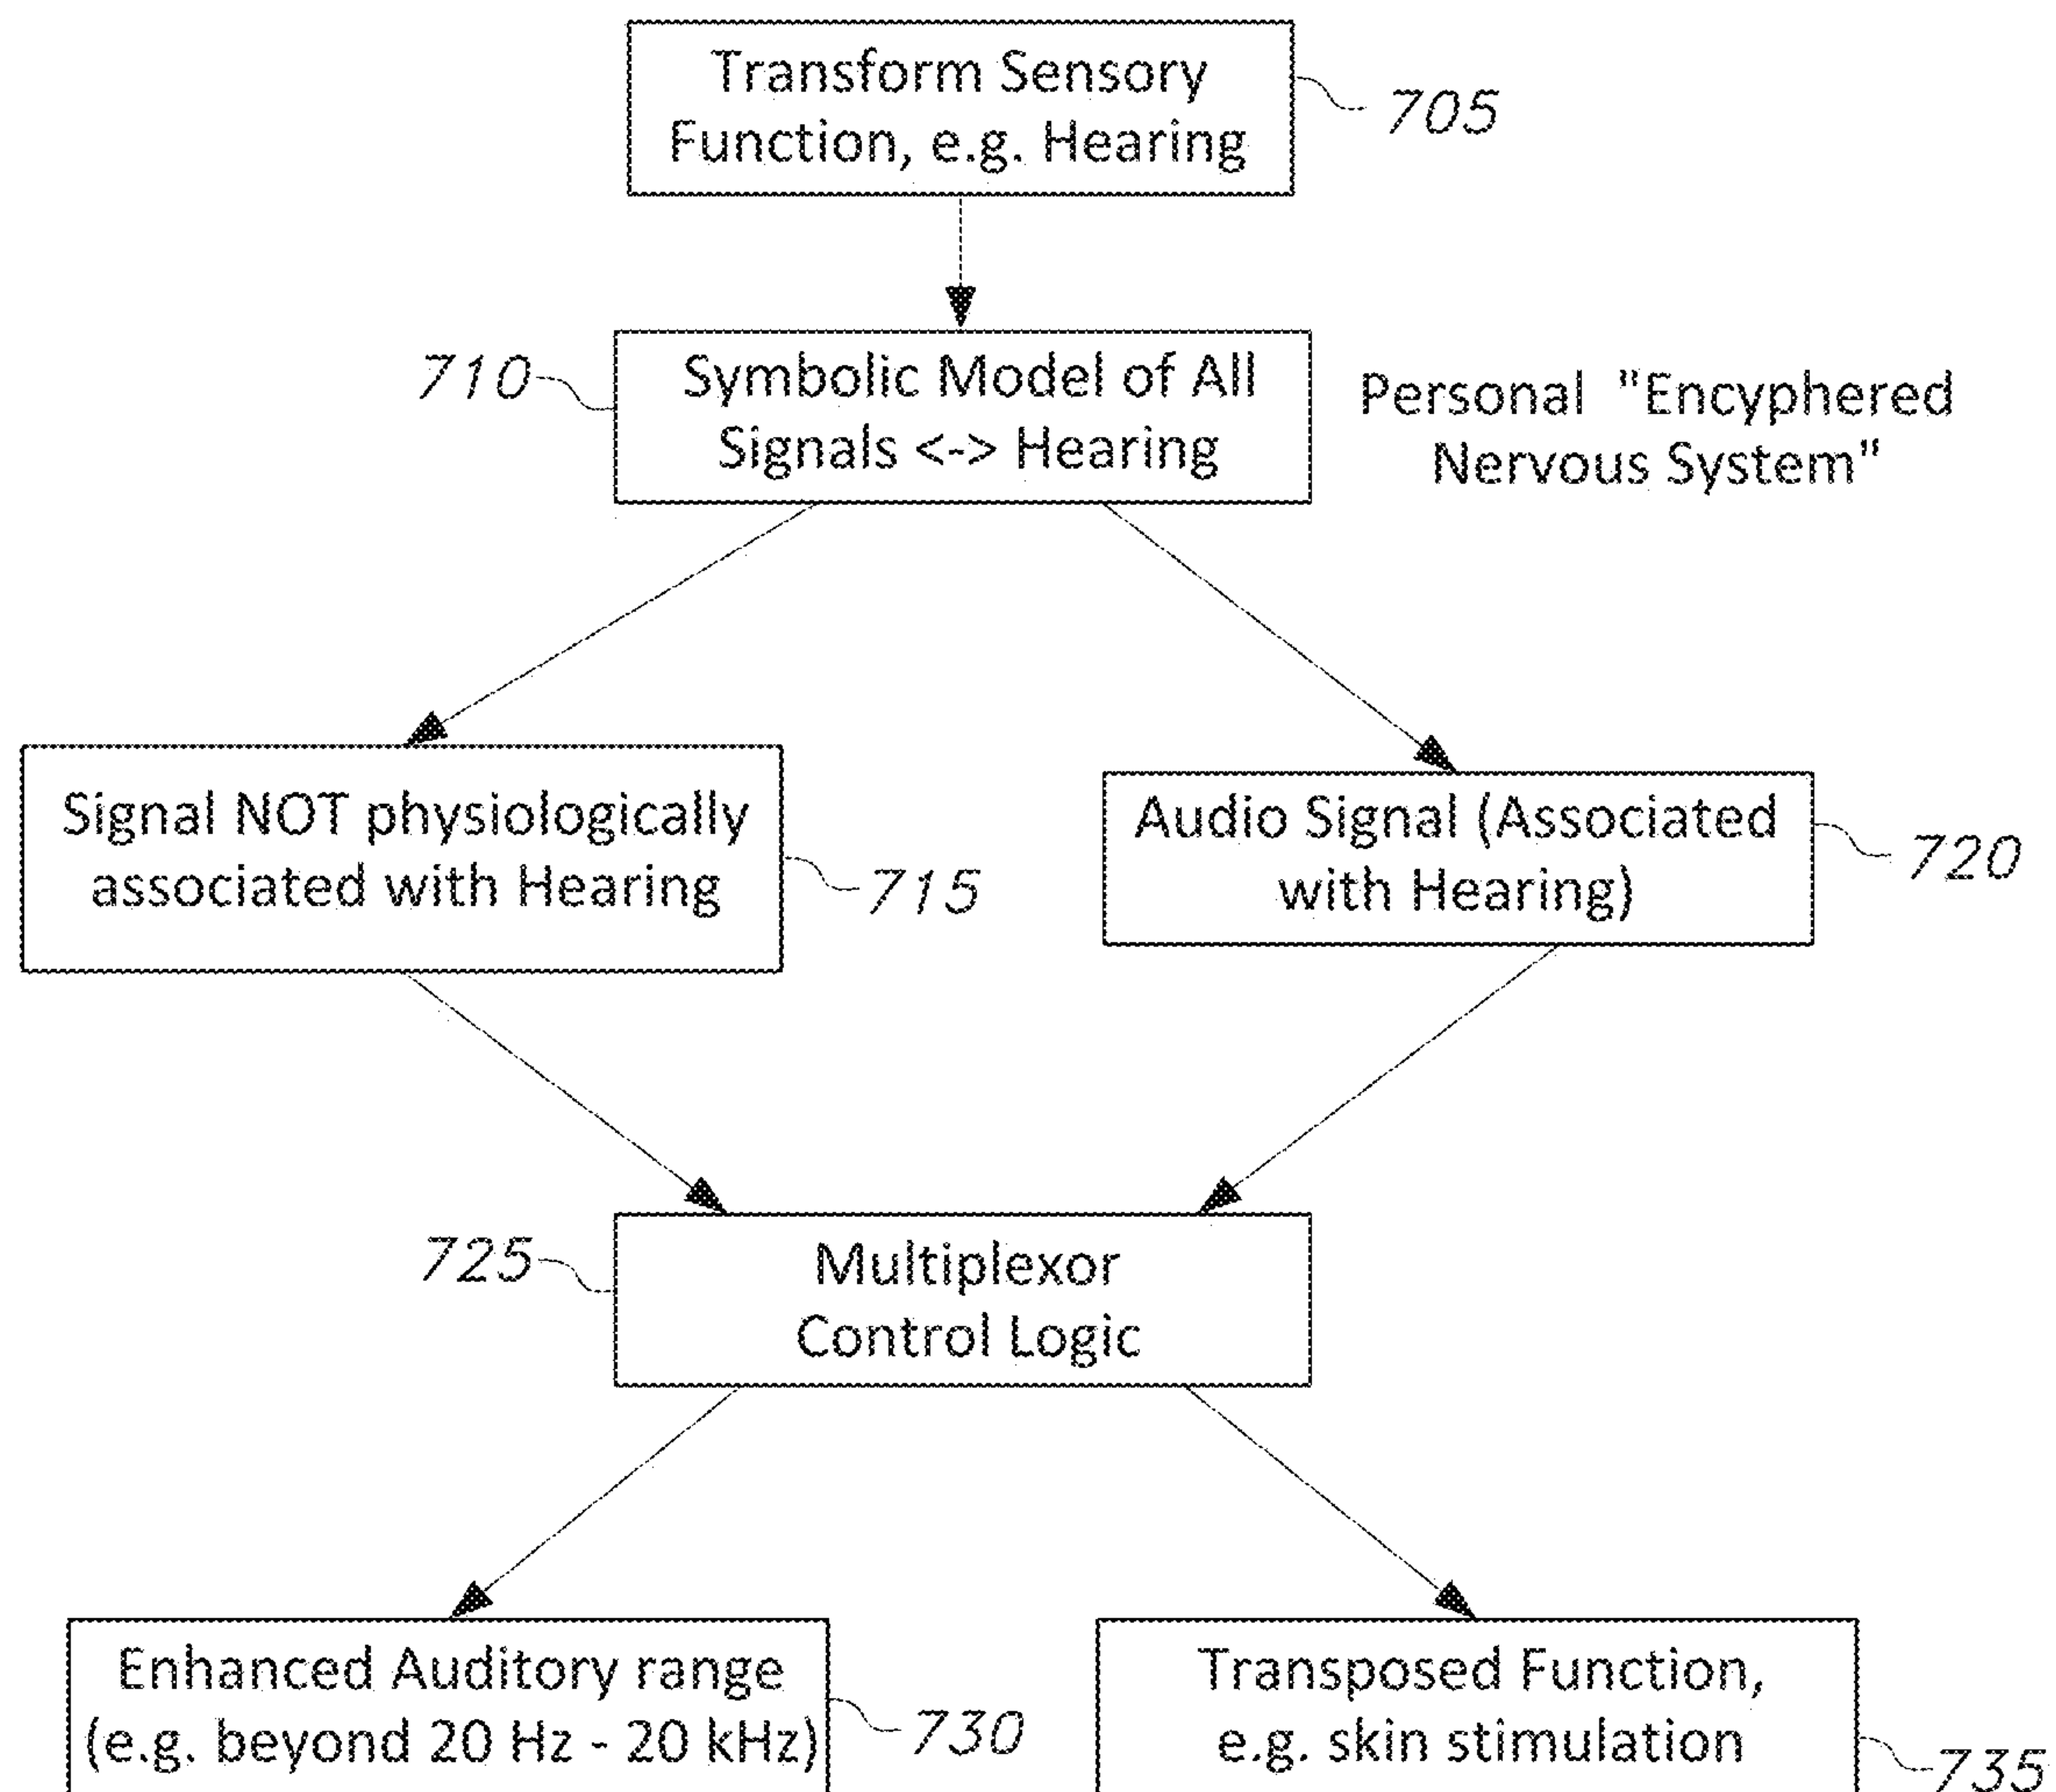 Transform Sensory
Function, e.g. Hearing
705
710
Symbolic Model of All
Signals <-> Hearing
Personal "Encyphered
Nervous System"
Signal NOT physiologically
associated with Hearing
715
Audio Signal (Associated
with Hearing)
720
725
Multiplexor
Control Logic
Enhanced Auditory range
(e.g. beyond 20 Hz - 20 kHz)
730
Transposed Function,
e.g. skin stimulation
735